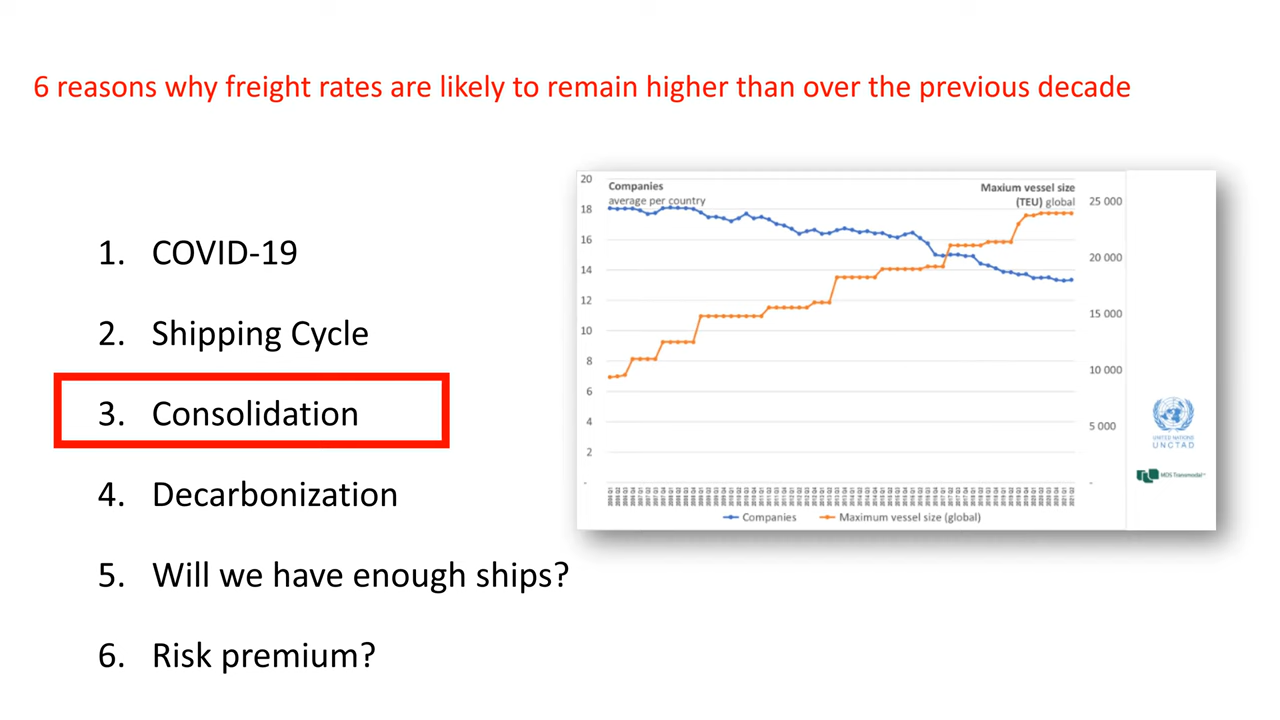 6 reasons why freight rates are likely to remain higher than over the previous decade
1. COVID-19
2. Shipping Cycle
3. Consolidation
4. Decarbonization
5. Will we have enough ships?
6. Risk premium?
Companies
average per country
Maxium vessel size
(TEU) global
20
18
16
14
12
10
8
6
4
2
-
25 000
20 000
15 000
10 000
5 000
-
Companies
Maximum vessel size (global)
UNITED NATIONS
UNCTAD
MDS Transmodal